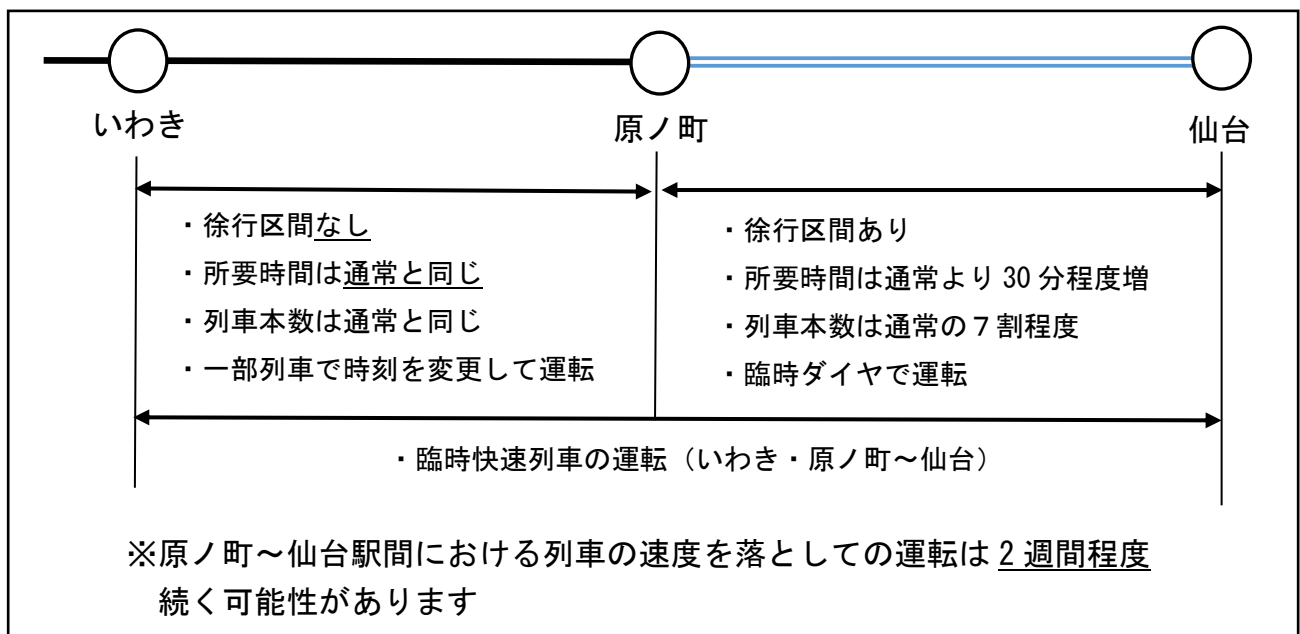 いわき
原ノ町
仙台
・徐行区間なし
・所要時間は通常と同じ
・列車本数は通常と同じ
・一部列車で時刻を変更して運転
・徐行区間あり
・所要時間は通常より 30 分程度増
・列車本数は通常の７割程度
・臨時ダイヤで運転
・臨時快速列車の運転（いわき・原ノ町～仙台）
※原ノ町～仙台駅間における列車の速度を落としての運転は 2 週間程度
続く可能性があります